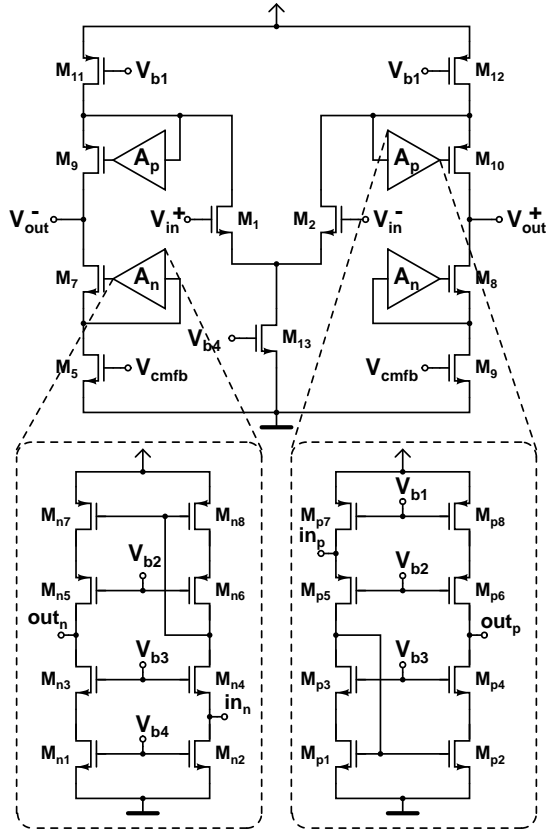 M11 Vb1 Vb1 M12
M9 Ap Ap M10
Vout- Vin+ M1 M2 Vin- Vout+
M7 An An M8
Vb4 M13
M5 Vcmfb Vcmfb M9
Mn7 Mn8 Mp7 Vb1 Mp8
inp
Vb2 Vb2
Mn5 Mn6 Mp5 Mp6
outn outp
Vb3 Vb3
Mn3 Mn4 Mp3 Mp4
inn
Vb4
Mn1 Mn2 Mp1 Mp2